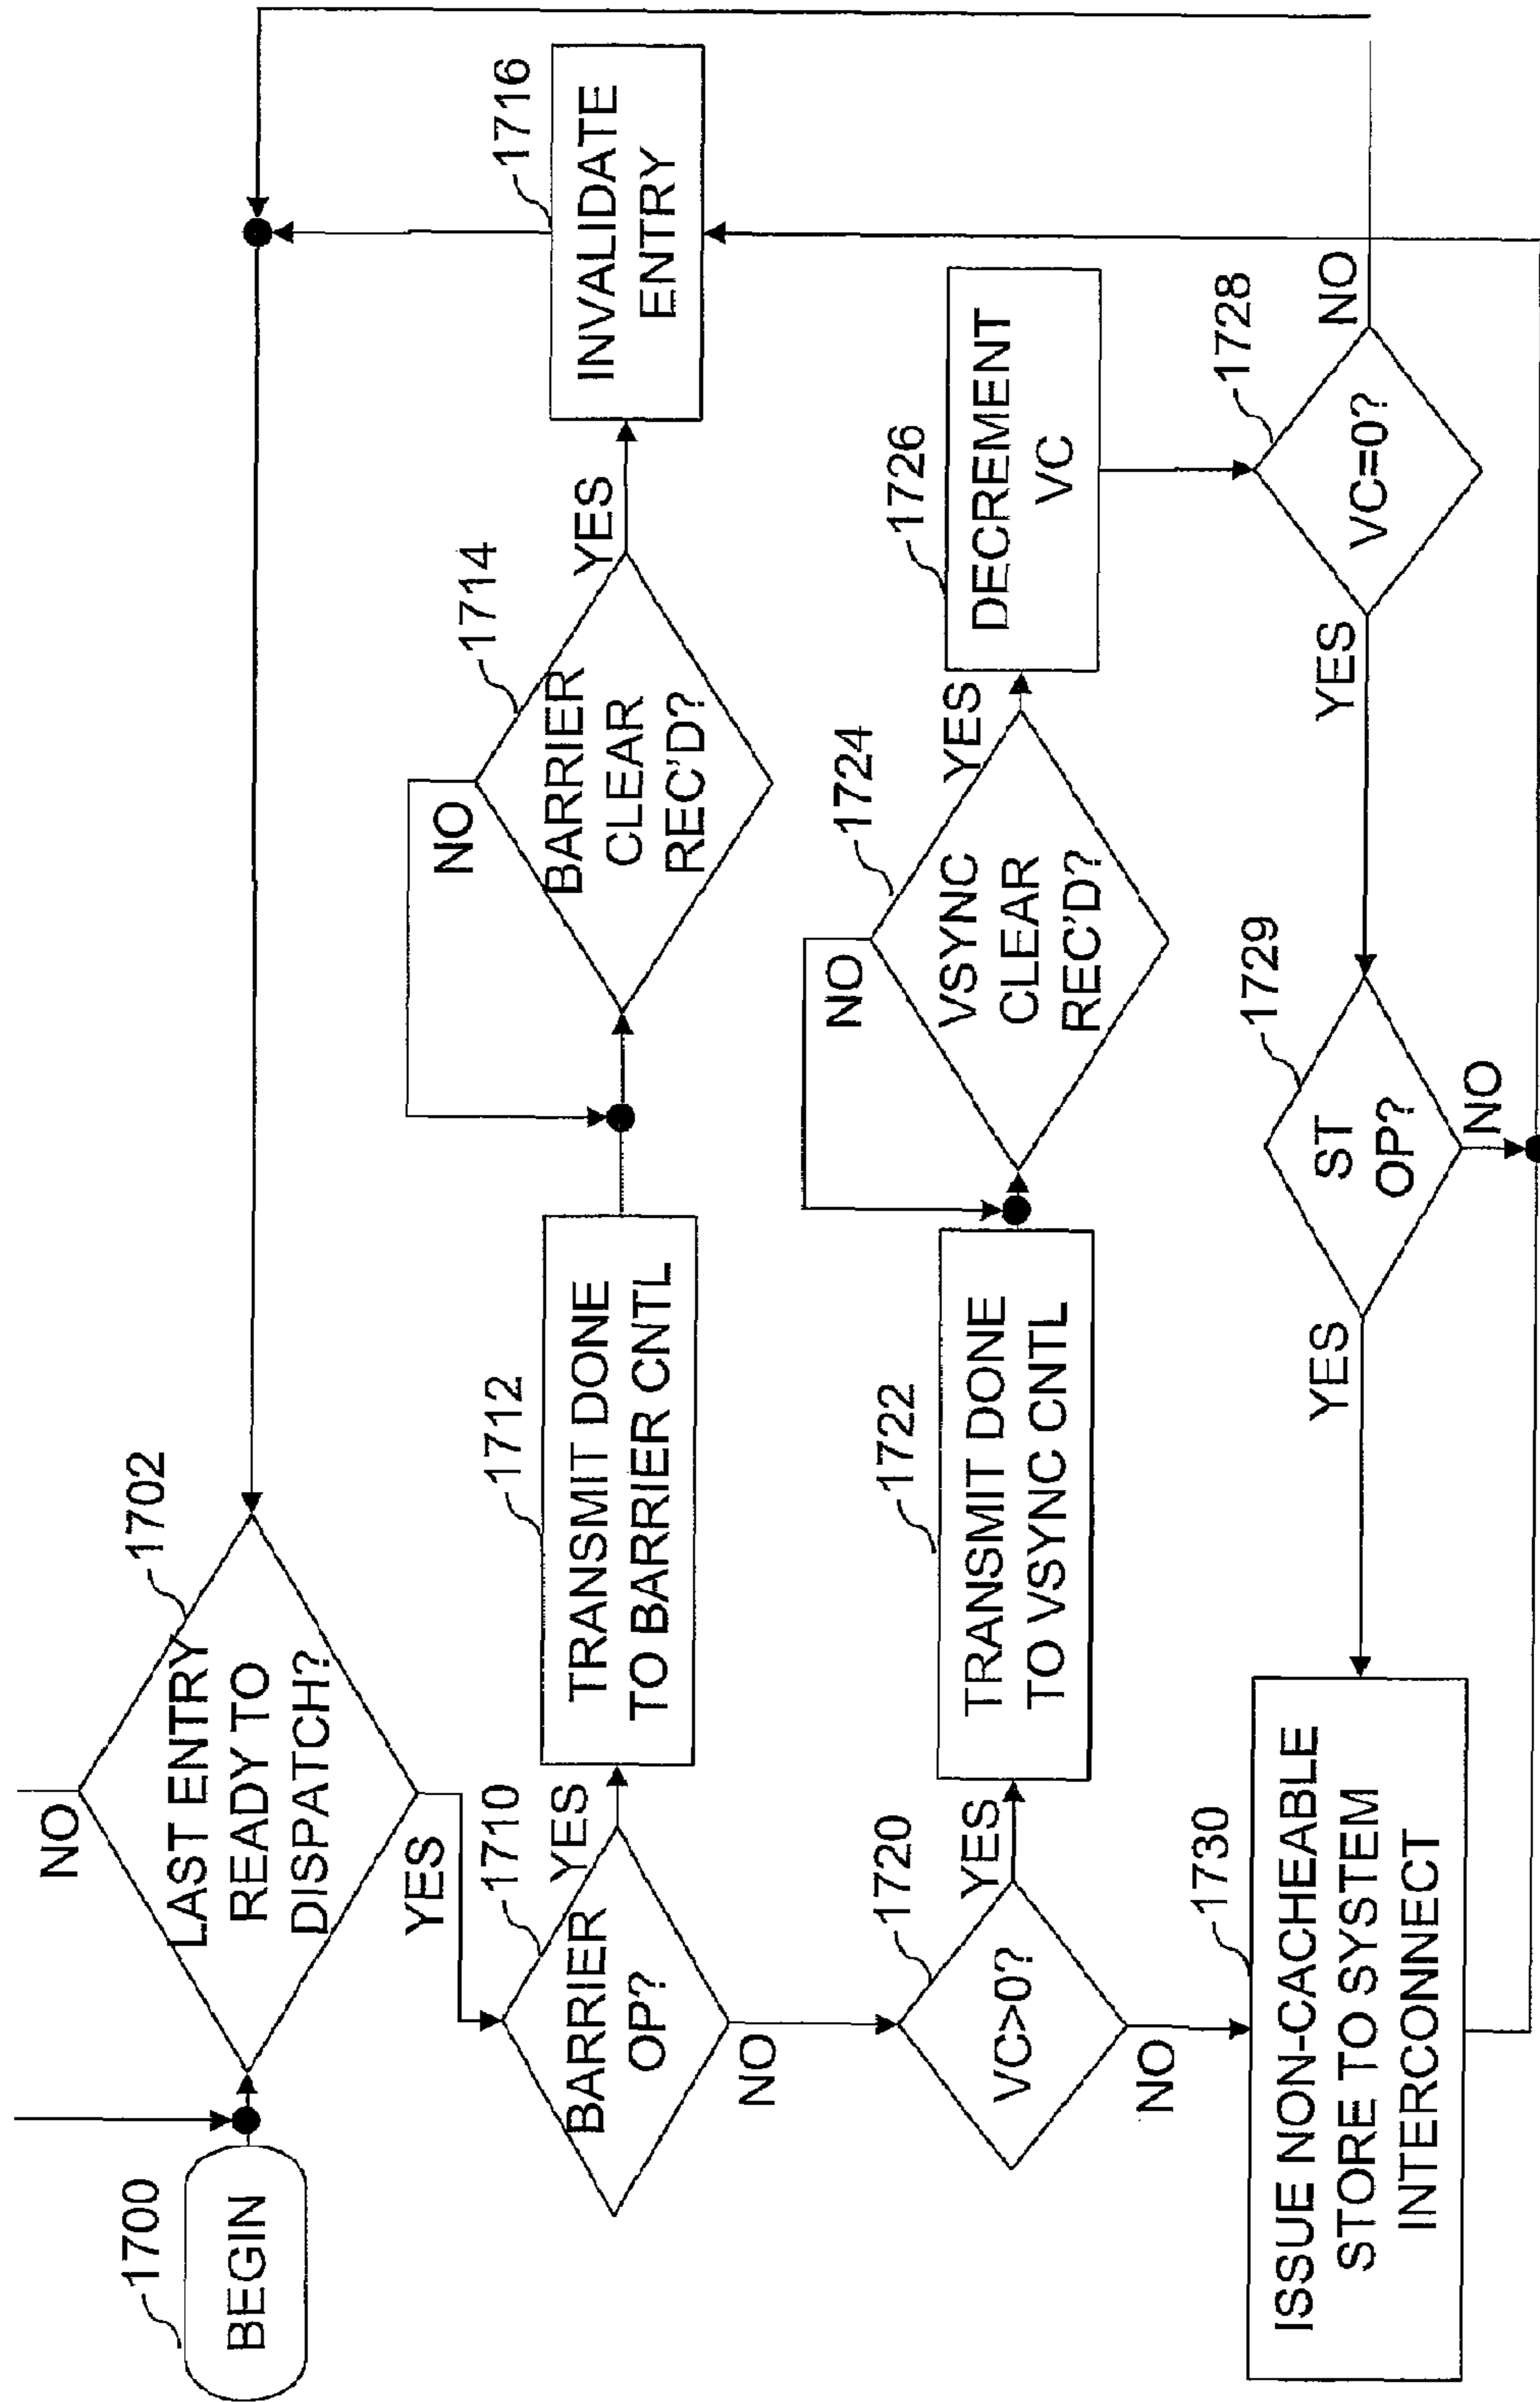 1700
BEGIN
NO
1702
LAST ENTRY
READY TO
DISPATCH?
YES
1710
BARRIER
OP?
YES
NO
1712
TRANSMIT DONE
TO BARRIER CNTL
1714
NO
BARRIER
CLEAR
REC'D?
YES
1716
INVALIDATE
ENTRY
1720
VC>0?
YES
NO
1722
TRANSMIT DONE
TO VSYNC CNTL
1724
NO
VSYNC
CLEAR
REC'D?
YES
1726
DECREMENT
VC
1728
VC=0?
NO
YES
1729
ST
OP?
NO
YES
1730
ISSUE NON-CACHEABLE
STORE TO SYSTEM
INTERCONNECT